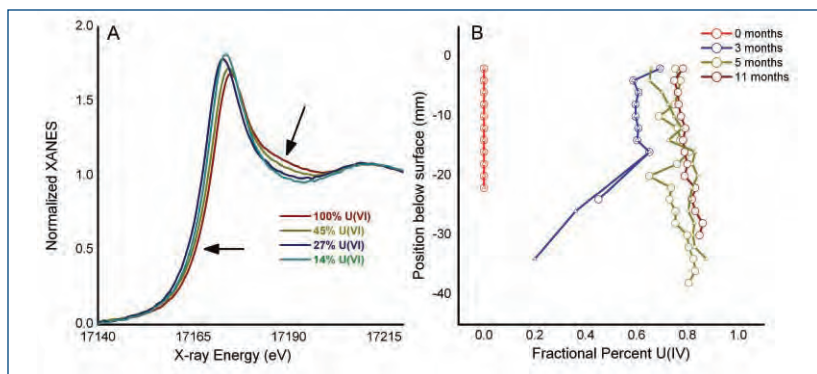 A
Normalized XANES
2.0
1.5
1.0
0.5
0.0
17140
17165
17190
17215
X-ray Energy (eV)
100% U(VI)
45% U(VI)
27% U(VI)
14% U(VI)
B
0 months
3 months
5 months
11 months
Position below surface (mm)
0
-10
-20
-30
-40
0.0
0.2
0.4
0.6
0.8
1.0
Fractional Percent U(IV)